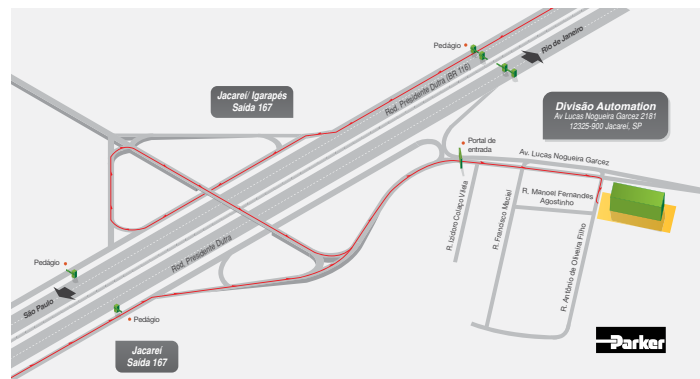 Pedágio
Rio de Janeiro
Rod. Presidente Dutra (BR 116)
Jacareí/ Igarapés
Saída 167
Divisão Automation
Av Lucas Nogueira Garcez 2181
12325-900 Jacareí, SP
Portal de
entrada
Av. Lucas Nogueira Garcez
R. Izidoro Colaço Vilela
R. Francisco Maciel
R. Manoel Fernandes
Agostinho
R. Antônio de Oliveira Filho
Rod. Presidente Dutra
Pedágio
São Paulo
Pedágio
Jacareí
Saída 167
Parker